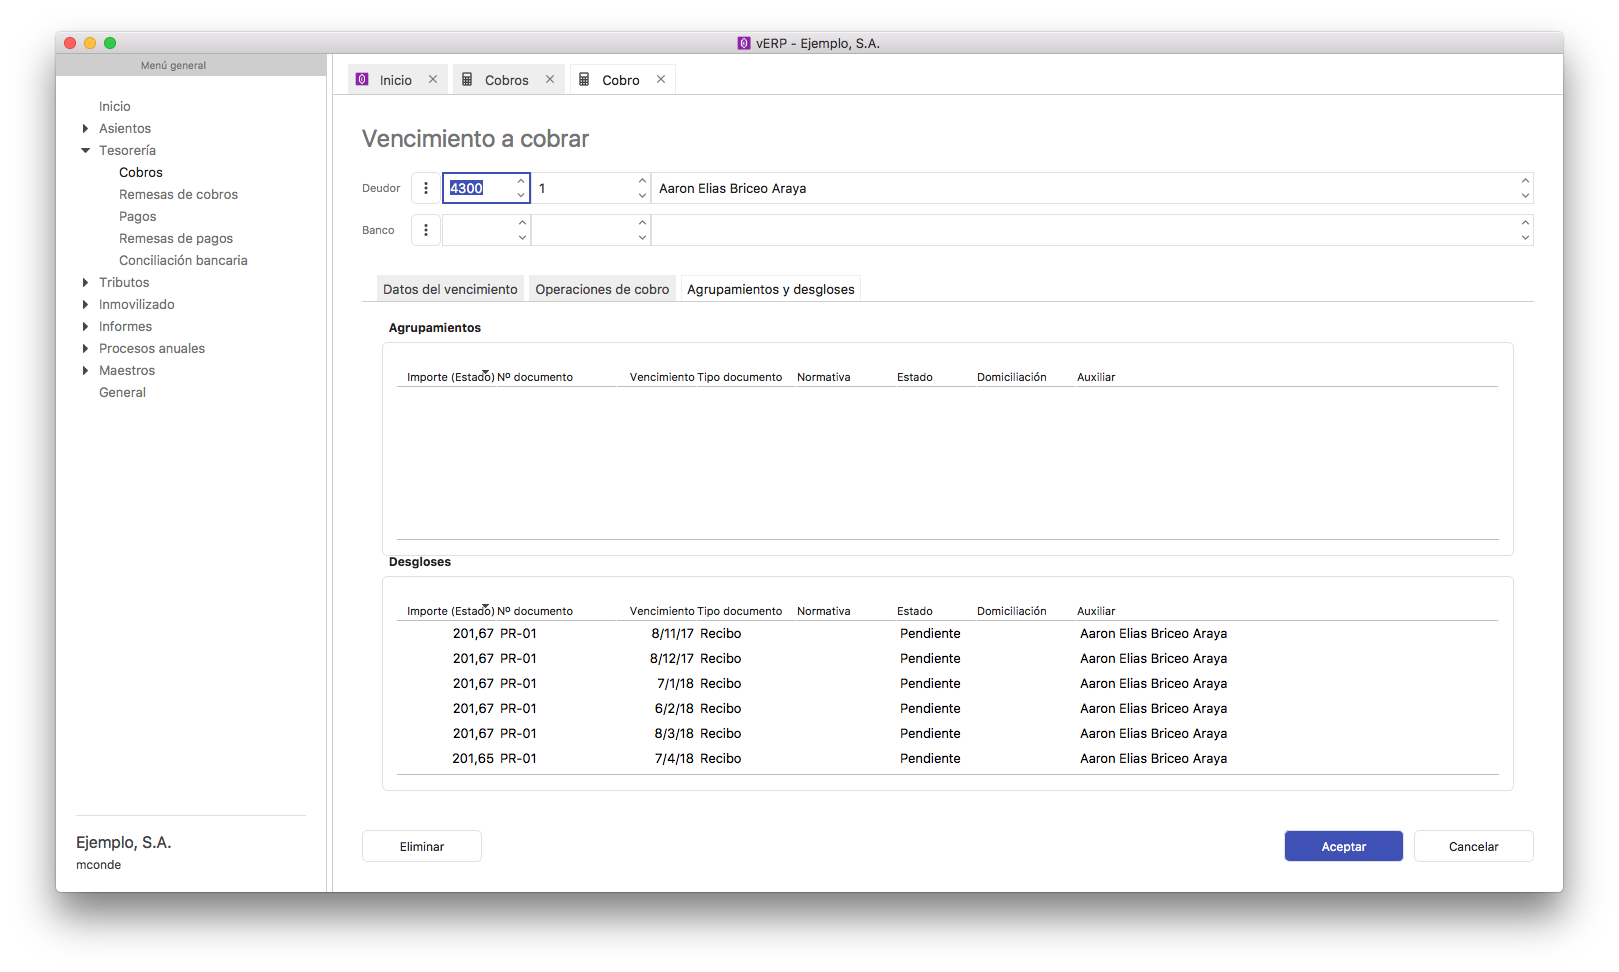 vERP - Ejemplo, S.A.
Menú general
Inicio
Asientos
Tesorería
Cobros
Remesas de cobros
Pagos
Remesas de pagos
Conciliación bancaria
Tributos
Inmovilizado
Informes
Procesos anuales
Maestros
General
Ejemplo, S.A.
mconde
Inicio Cobros Cobro
Vencimiento a cobrar
Deudor 4300 1 Aaron Elias Briceo Araya
Banco
Datos del vencimiento Operaciones de cobro Agrupamientos y desgloses
Agrupamientos
Importe (Estado) Nº documento Vencimiento Tipo documento Normativa Estado Domiciliación Auxiliar
Desgloses
Importe (Estado) Nº documento Vencimiento Tipo documento Normativa Estado Domiciliación Auxiliar
201,67 PR-01 8/11/17 Recibo Pendiente Aaron Elias Briceo Araya
201,67 PR-01 8/12/17 Recibo Pendiente Aaron Elias Briceo Araya
201,67 PR-01 7/1/18 Recibo Pendiente Aaron Elias Briceo Araya
201,67 PR-01 6/2/18 Recibo Pendiente Aaron Elias Briceo Araya
201,67 PR-01 8/3/18 Recibo Pendiente Aaron Elias Briceo Araya
201,65 PR-01 7/4/18 Recibo Pendiente Aaron Elias Briceo Araya
Eliminar Aceptar Cancelar